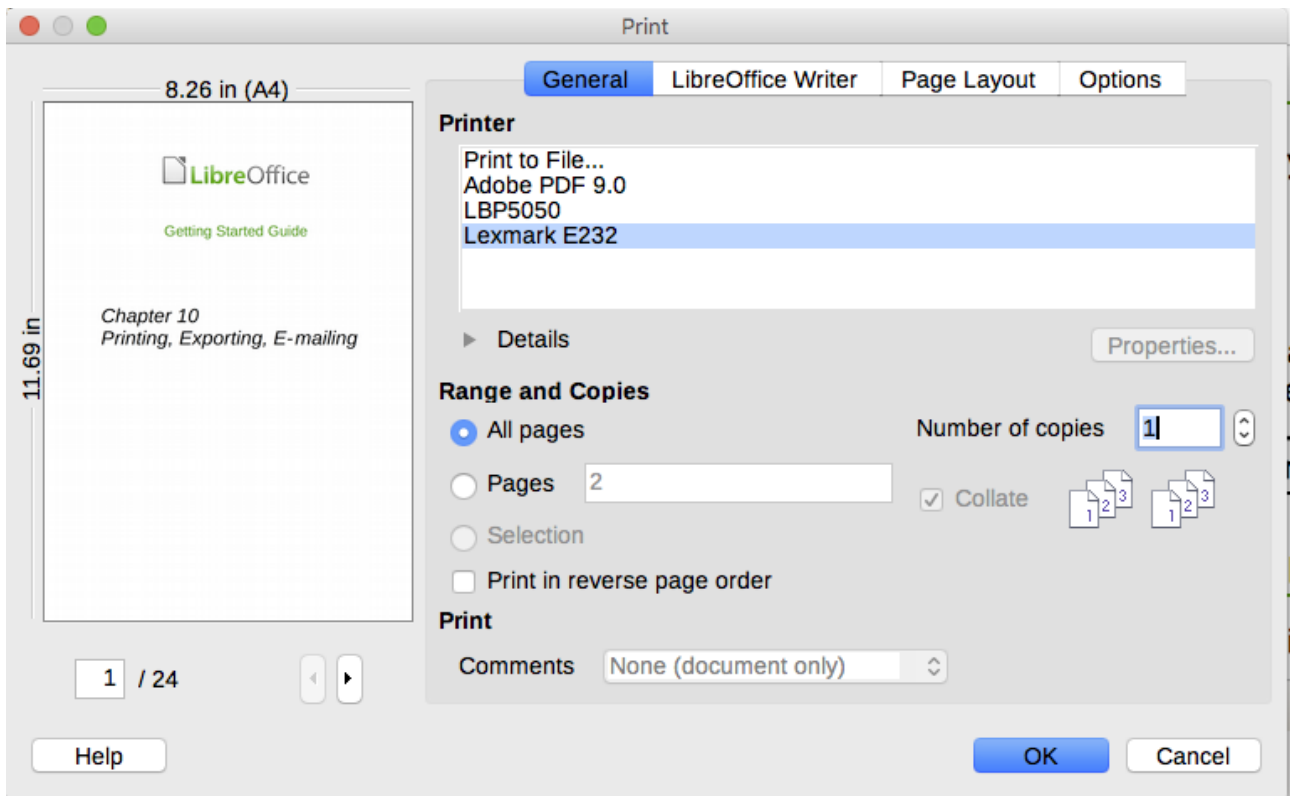 Print
8.26 in (A4)
11.69 in
LibreOffice
Getting Started Guide
Chapter 10
Printing, Exporting, E-mailing
1 / 24
General LibreOffice Writer Page Layout Options
Printer
Print to File...
Adobe PDF 9.0
LBP5050
Lexmark E232
Details
Properties...
Range and Copies
All pages
Number of copies 1
Pages 2
Collate
1 2 3 1 2 3
Selection
Print in reverse page order
Print
Comments None (document only)
Help OK Cancel